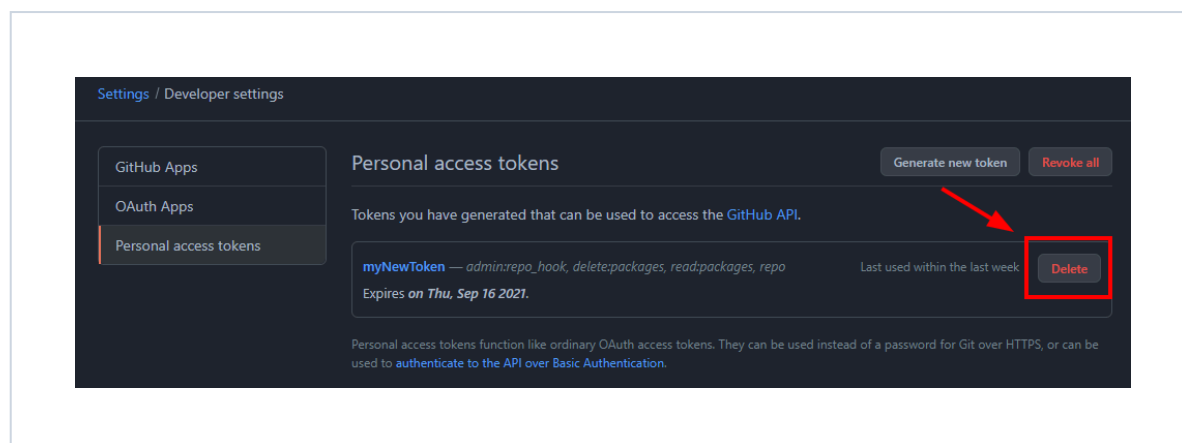 Settings / Developer settings
GitHub Apps
OAuth Apps
Personal access tokens
Personal access tokens
Generate new token
Revoke all
Tokens you have generated that can be used to access the GitHub API.
myNewToken — admin:repo_hook, delete:packages, read:packages, repo
Last used within the last week
Delete
Expires on Thu, Sep 16 2021.
Personal access tokens function like ordinary OAuth access tokens. They can be used instead of a password for Git over HTTPS, or can be
used to authenticate to the API over Basic Authentication.